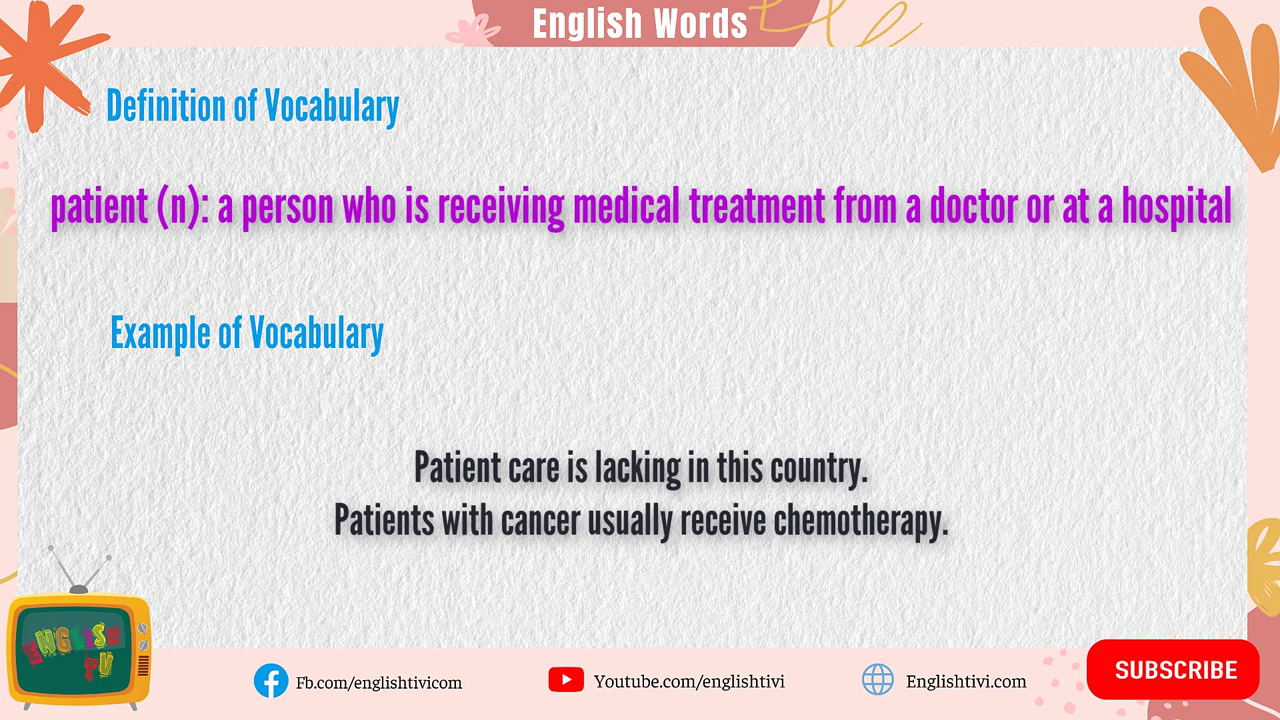 English Words
Definition of Vocabulary
patient (n): a person who is receiving medical treatment from a doctor or at a hospital
Example of Vocabulary
Patient care is lacking in this country.
Patients with cancer usually receive chemotherapy.
ENGLISH
TV
Fb.com/englishtivicom
Youtube.com/englishtivi
Englishtivi.com
SUBSCRIBE